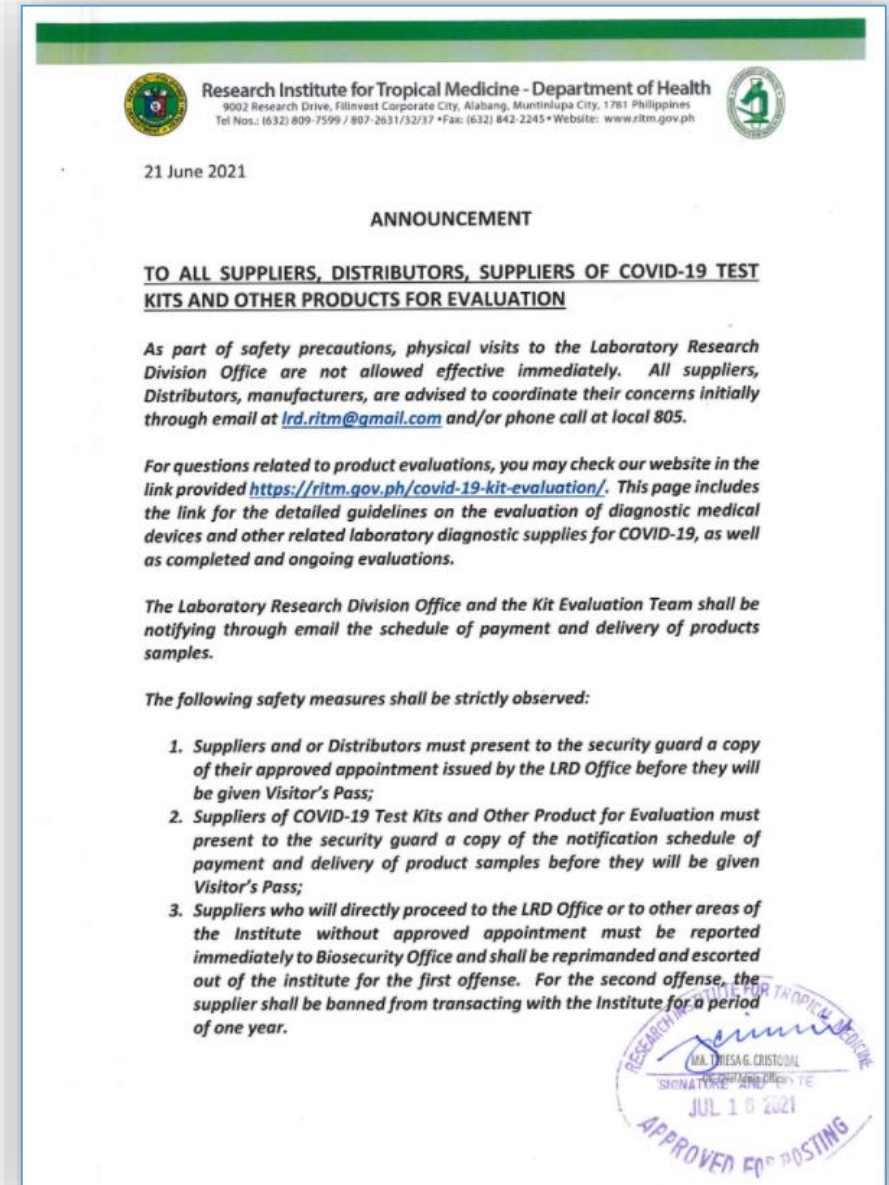 Research Institute for Tropical Medicine - Department of Health
9002 Research Drive, Filinvest Corporate City, Alabang, Muntinlupa City, 1781 Philippines
Tel Nos.: (632) 809-7599 / 807-2631/32/37 •Fax: (632) 842-2245 • Website: www.ritm.gov.ph
21 June 2021
ANNOUNCEMENT
TO ALL SUPPLIERS, DISTRIBUTORS, SUPPLIERS OF COVID-19 TEST
KITS AND OTHER PRODUCTS FOR EVALUATION
As part of safety precautions, physical visits to the Laboratory Research
Division Office are not allowed effective immediately. All suppliers,
Distributors, manufacturers, are advised to coordinate their concerns initially
through email at lrd.ritm@gmail.com and/or phone call at local 805.
For questions related to product evaluations, you may check our website in the
link provided https://ritm.gov.ph/covid-19-kit-evaluation/. This page includes
the link for the detailed guidelines on the evaluation of diagnostic medical
devices and other related laboratory diagnostic supplies for COVID-19, as well
as completed and ongoing evaluations.
The Laboratory Research Division Office and the Kit Evaluation Team shall be
notifying through email the schedule of payment and delivery of products
samples.
The following safety measures shall be strictly observed:
1. Suppliers and or Distributors must present to the security guard a copy
of their approved appointment issued by the LRD Office before they will
be given Visitor's Pass;
2. Suppliers of COVID-19 Test Kits and Other Product for Evaluation must
present to the security guard a copy of the notification schedule of
payment and delivery of product samples before they will be given
Visitor's Pass;
3. Suppliers who will directly proceed to the LRD Office or to other areas of
the Institute without approved appointment must be reported
immediately to Biosecurity Office and shall be reprimanded and escorted
out of the institute for the first offense. For the second offense, the
supplier shall be banned from transacting with the Institute for a period
of one year.
RESEARCH INSTITUTE FOR TROPICAL MEDICINE
MA. TERESA G. CRISTOBAL
SIGNATURE AND DATE
JUL 16 2021
APPROVED FOR POSTING